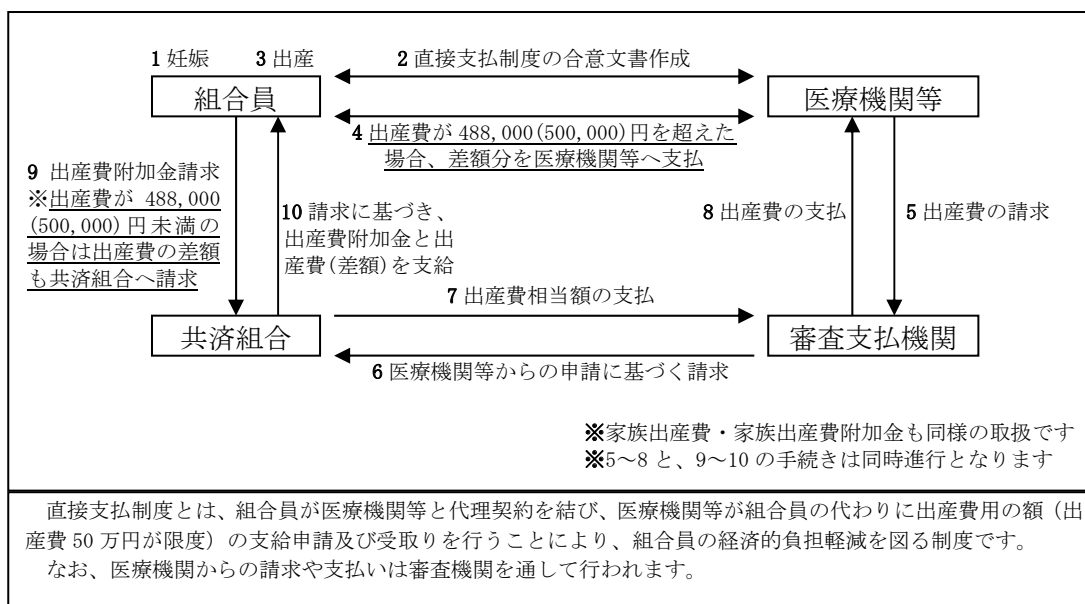 1 妊娠 3 出産 2 直接支払制度の合意文書作成
組合員 医療機関等
4 出産費が 488,000(500,000)円を超えた
場合、差額分を医療機関等へ支払
9 出産費附加金請求
※出産費が 488,000
(500,000)円未満の
場合は出産費の差額
も共済組合へ請求
10 請求に基づき、
出産費附加金と出
産費(差額)を支給
8 出産費の支払 5 出産費の請求
7 出産費相当額の支払
共済組合 審査支払機関
6 医療機関等からの申請に基づく請求
※家族出産費・家族出産費附加金も同様の取扱です
※5～8 と、9～10 の手続きは同時進行となります
直接支払制度とは、組合員が医療機関等と代理契約を結び、医療機関等が組合員の代わりに出産費用の額（出
産費 50 万円が限度）の支給申請及び受取りを行うことにより、組合員の経済的負担軽減を図る制度です。
なお、医療機関からの請求や支払いは審査機関を通して行われます。